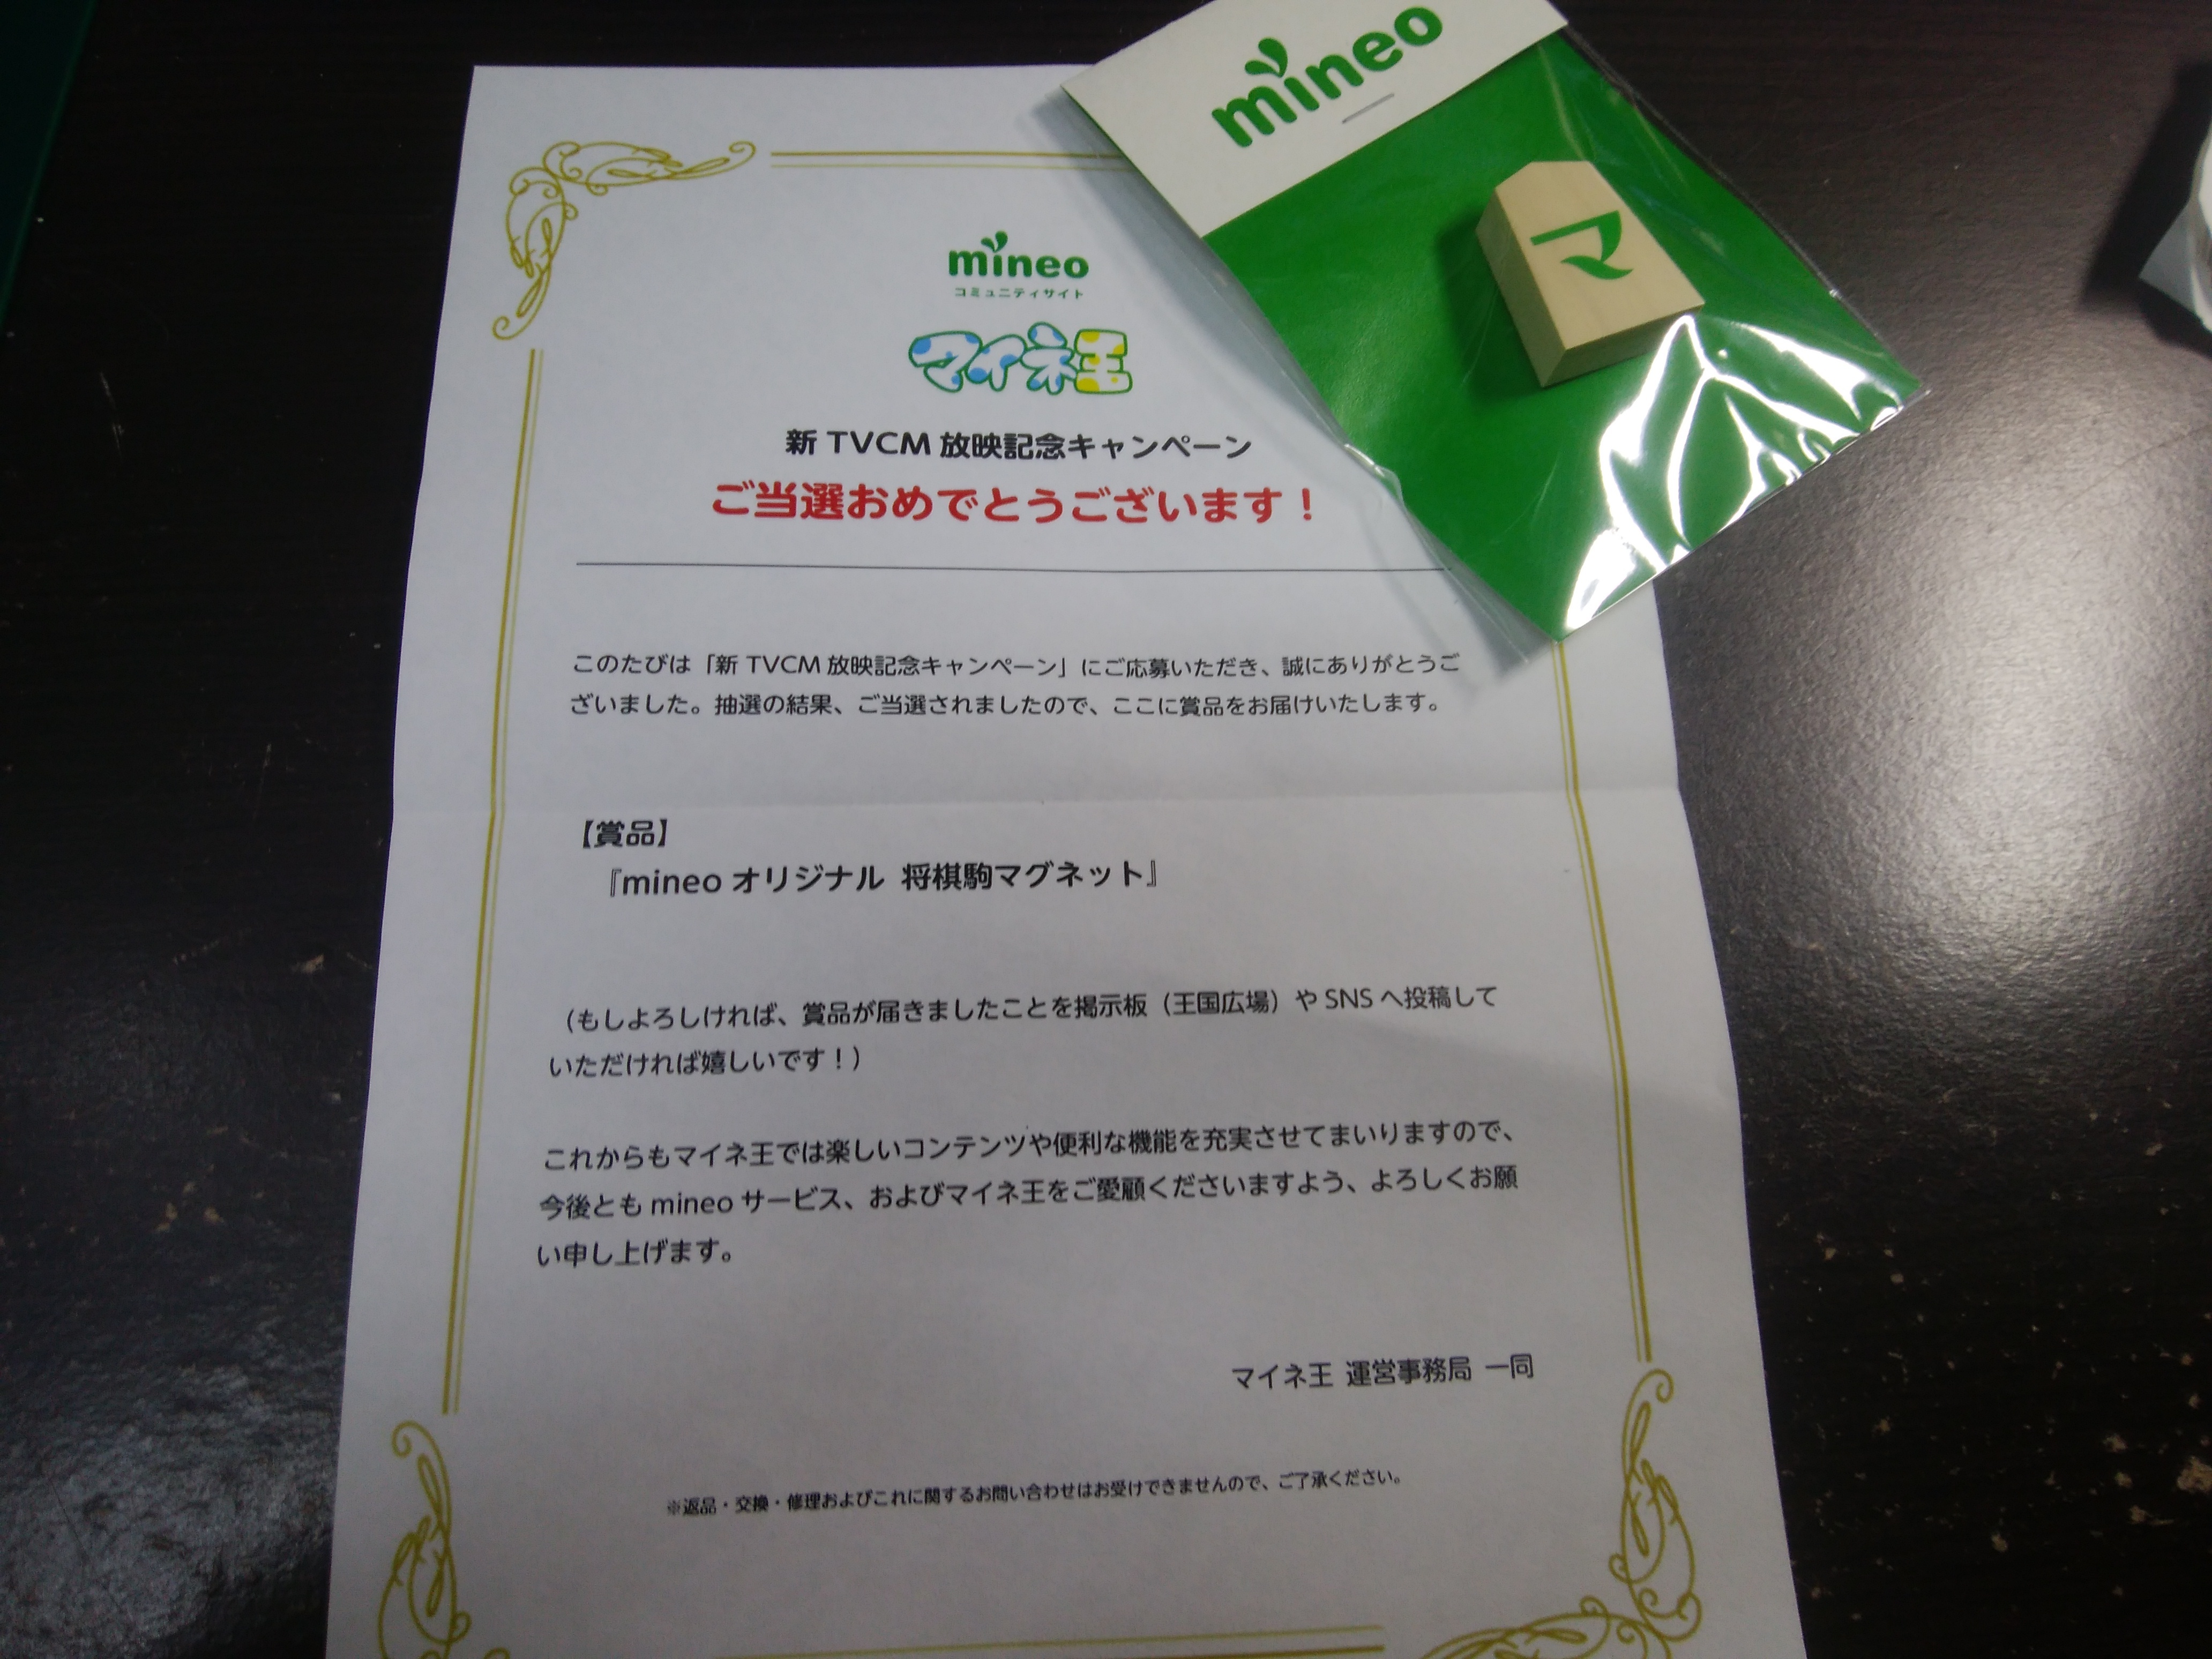 mineo
マ
mineo
コミュニティサイト
マイネ王
新 TVCM 放映記念キャンペーン
ご当選おめでとうございます！
このたびは「新 TVCM 放映記念キャンペーン」にご応募いただき、誠にありがとうご
ざいました。抽選の結果、ご当選されましたので、ここに賞品をお届けいたします。
【賞品】
『mineo オリジナル 将棋駒マグネット』
（もしよろしければ、賞品が届きましたことを掲示板（王国広場）や SNS へ投稿して
いただければ嬉しいです！）
これからもマイネ王では楽しいコンテンツや便利な機能を充実させてまいりますので、
今後とも mineo サービス、およびマイネ王をご愛顧くださいますよう、よろしくお願
い申し上げます。
マイネ王 運営事務局 一同
※返品・交換・修理およびこれに関するお問い合わせはお受けできませんので、ご了承ください。